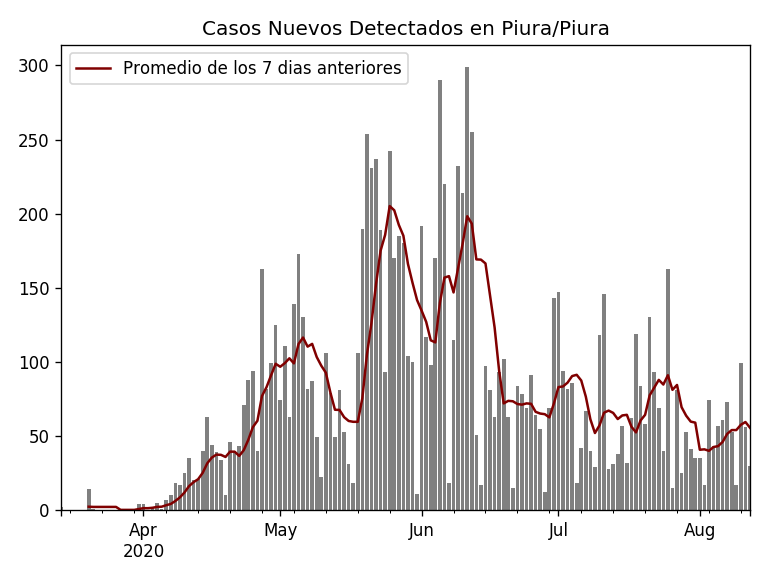 Casos Nuevos Detectados en Piura/Piura
Promedio de los 7 dias anteriores
300
250
200
150
100
50
0
Apr May Jun Jul Aug
2020